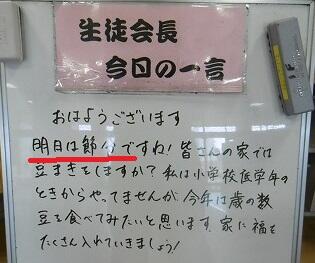 生徒会長
今日の一言
おはようございます
明日は節分ですね！皆さんの家では
豆まきをしますか？私は小学校低学年の
ときからやってませんが今年は歳の数
豆を食べてみたいと思います。家に福を
たくさん入れていきましょう！